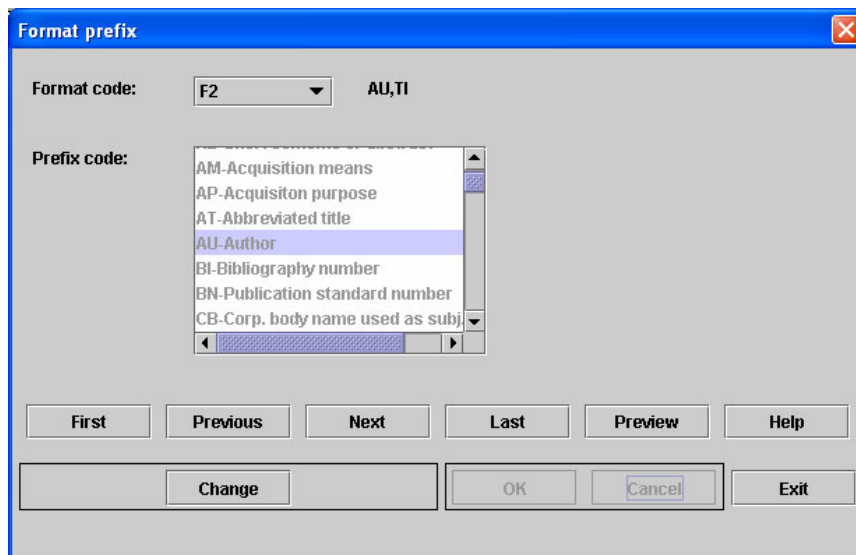 Format prefix
Format code: F2 AU,TI
Prefix code:
AM-Acquisition means
AP-Acquisiton purpose
AT-Abbreviated title
AU-Author
BI-Bibliography number
BN-Publication standard number
CB-Corp. body name used as subj.
First Previous Next Last Preview Help
Change OK Cancel Exit